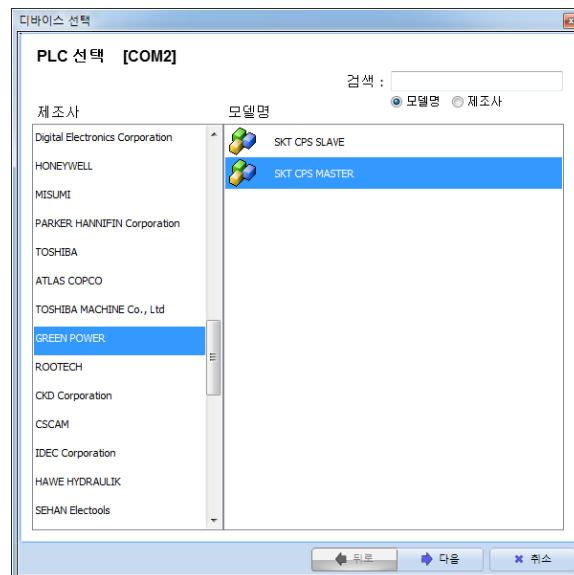 디바이스 선택
PLC 선택 [COM2]
검색 :
모델명 제조사
제조사
모델명
Digital Electronics Corporation
HONEYWELL
MISUMI
PARKER HANNIFIN Corporation
TOSHIBA
ATLAS COPCO
TOSHIBA MACHINE Co., Ltd
GREEN POWER
ROOTECH
CKD Corporation
CSCAM
IDEC Corporation
HAWE HYDRAULIK
SEHAN Electools
SKT CPS SLAVE
SKT CPS MASTER
뒤로 다음 취소